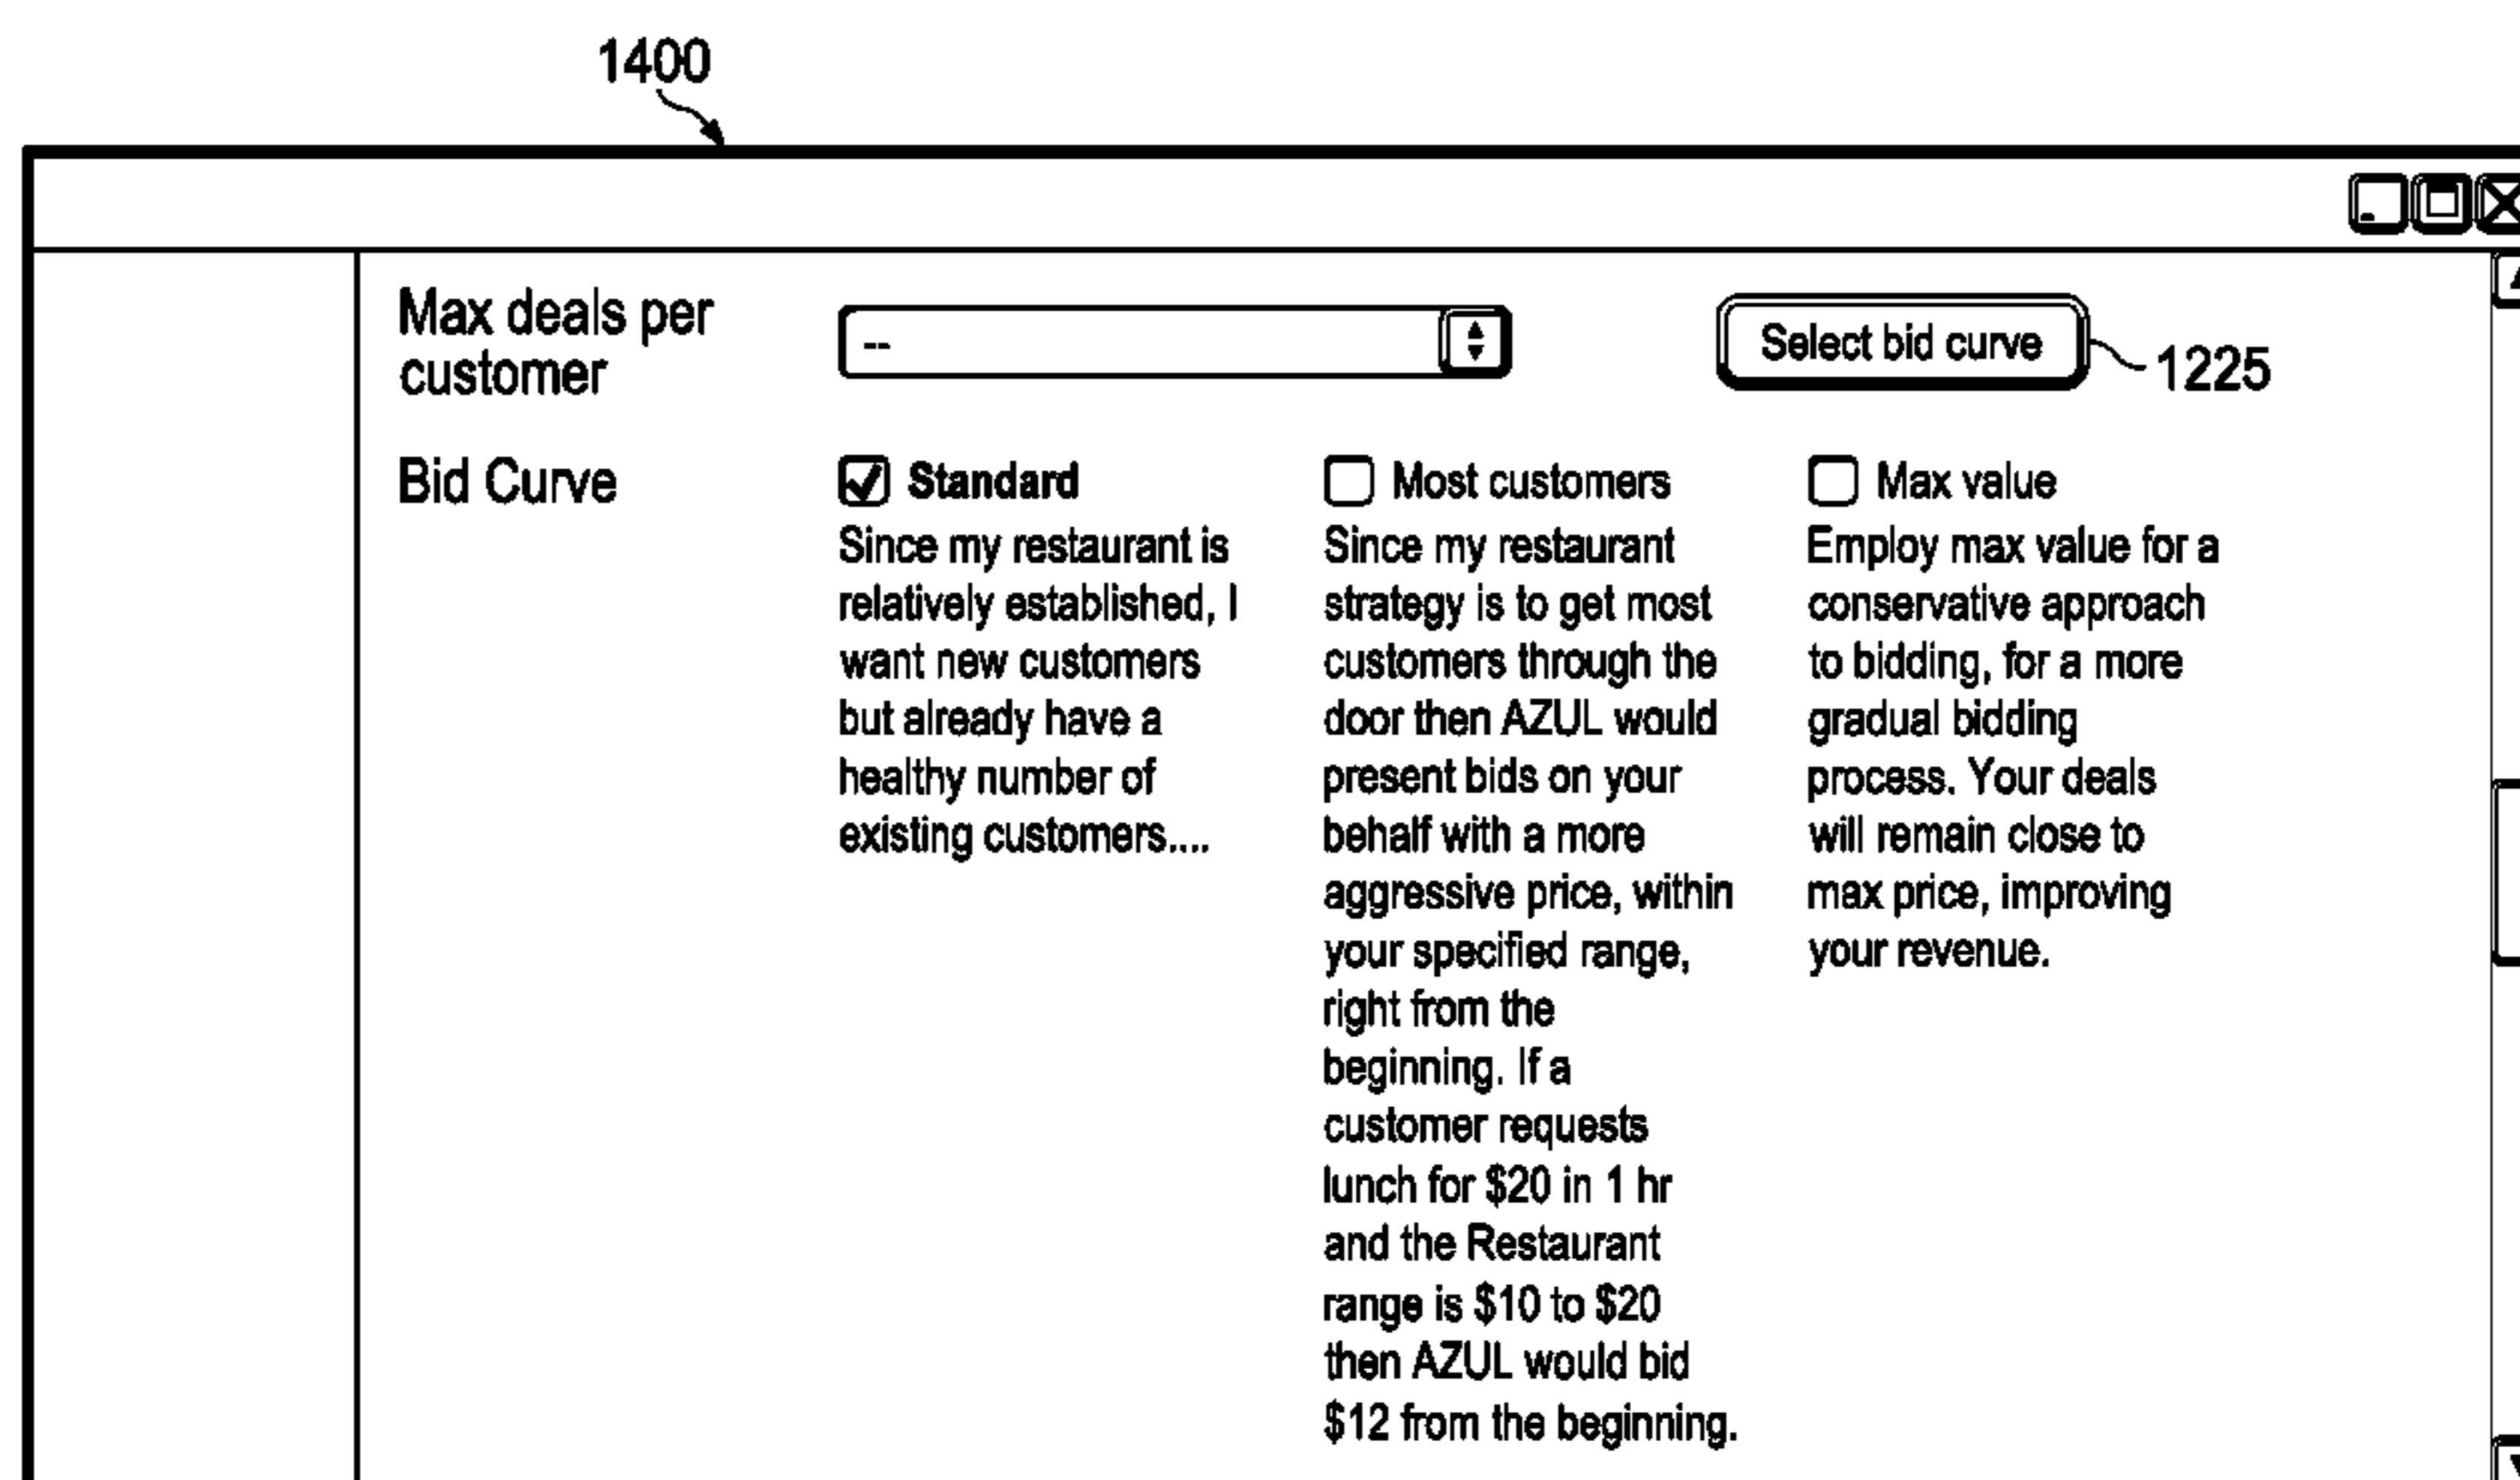 1400
Max deals per
customer
--
Select bid curve
1225
Bid Curve
Standard
Since my restaurant is
relatively established, I
want new customers
but already have a
healthy number of
existing customers....
Most customers
Since my restaurant
strategy is to get most
customers through the
door then AZUL would
present bids on your
behalf with a more
aggressive price, within
your specified range,
right from the
beginning. If a
customer requests
lunch for $20 in 1 hr
and the Restaurant
range is $10 to $20
then AZUL would bid
$12 from the beginning.
Max value
Employ max value for a
conservative approach
to bidding, for a more
gradual bidding
process. Your deals
will remain close to
max price, improving
your revenue.